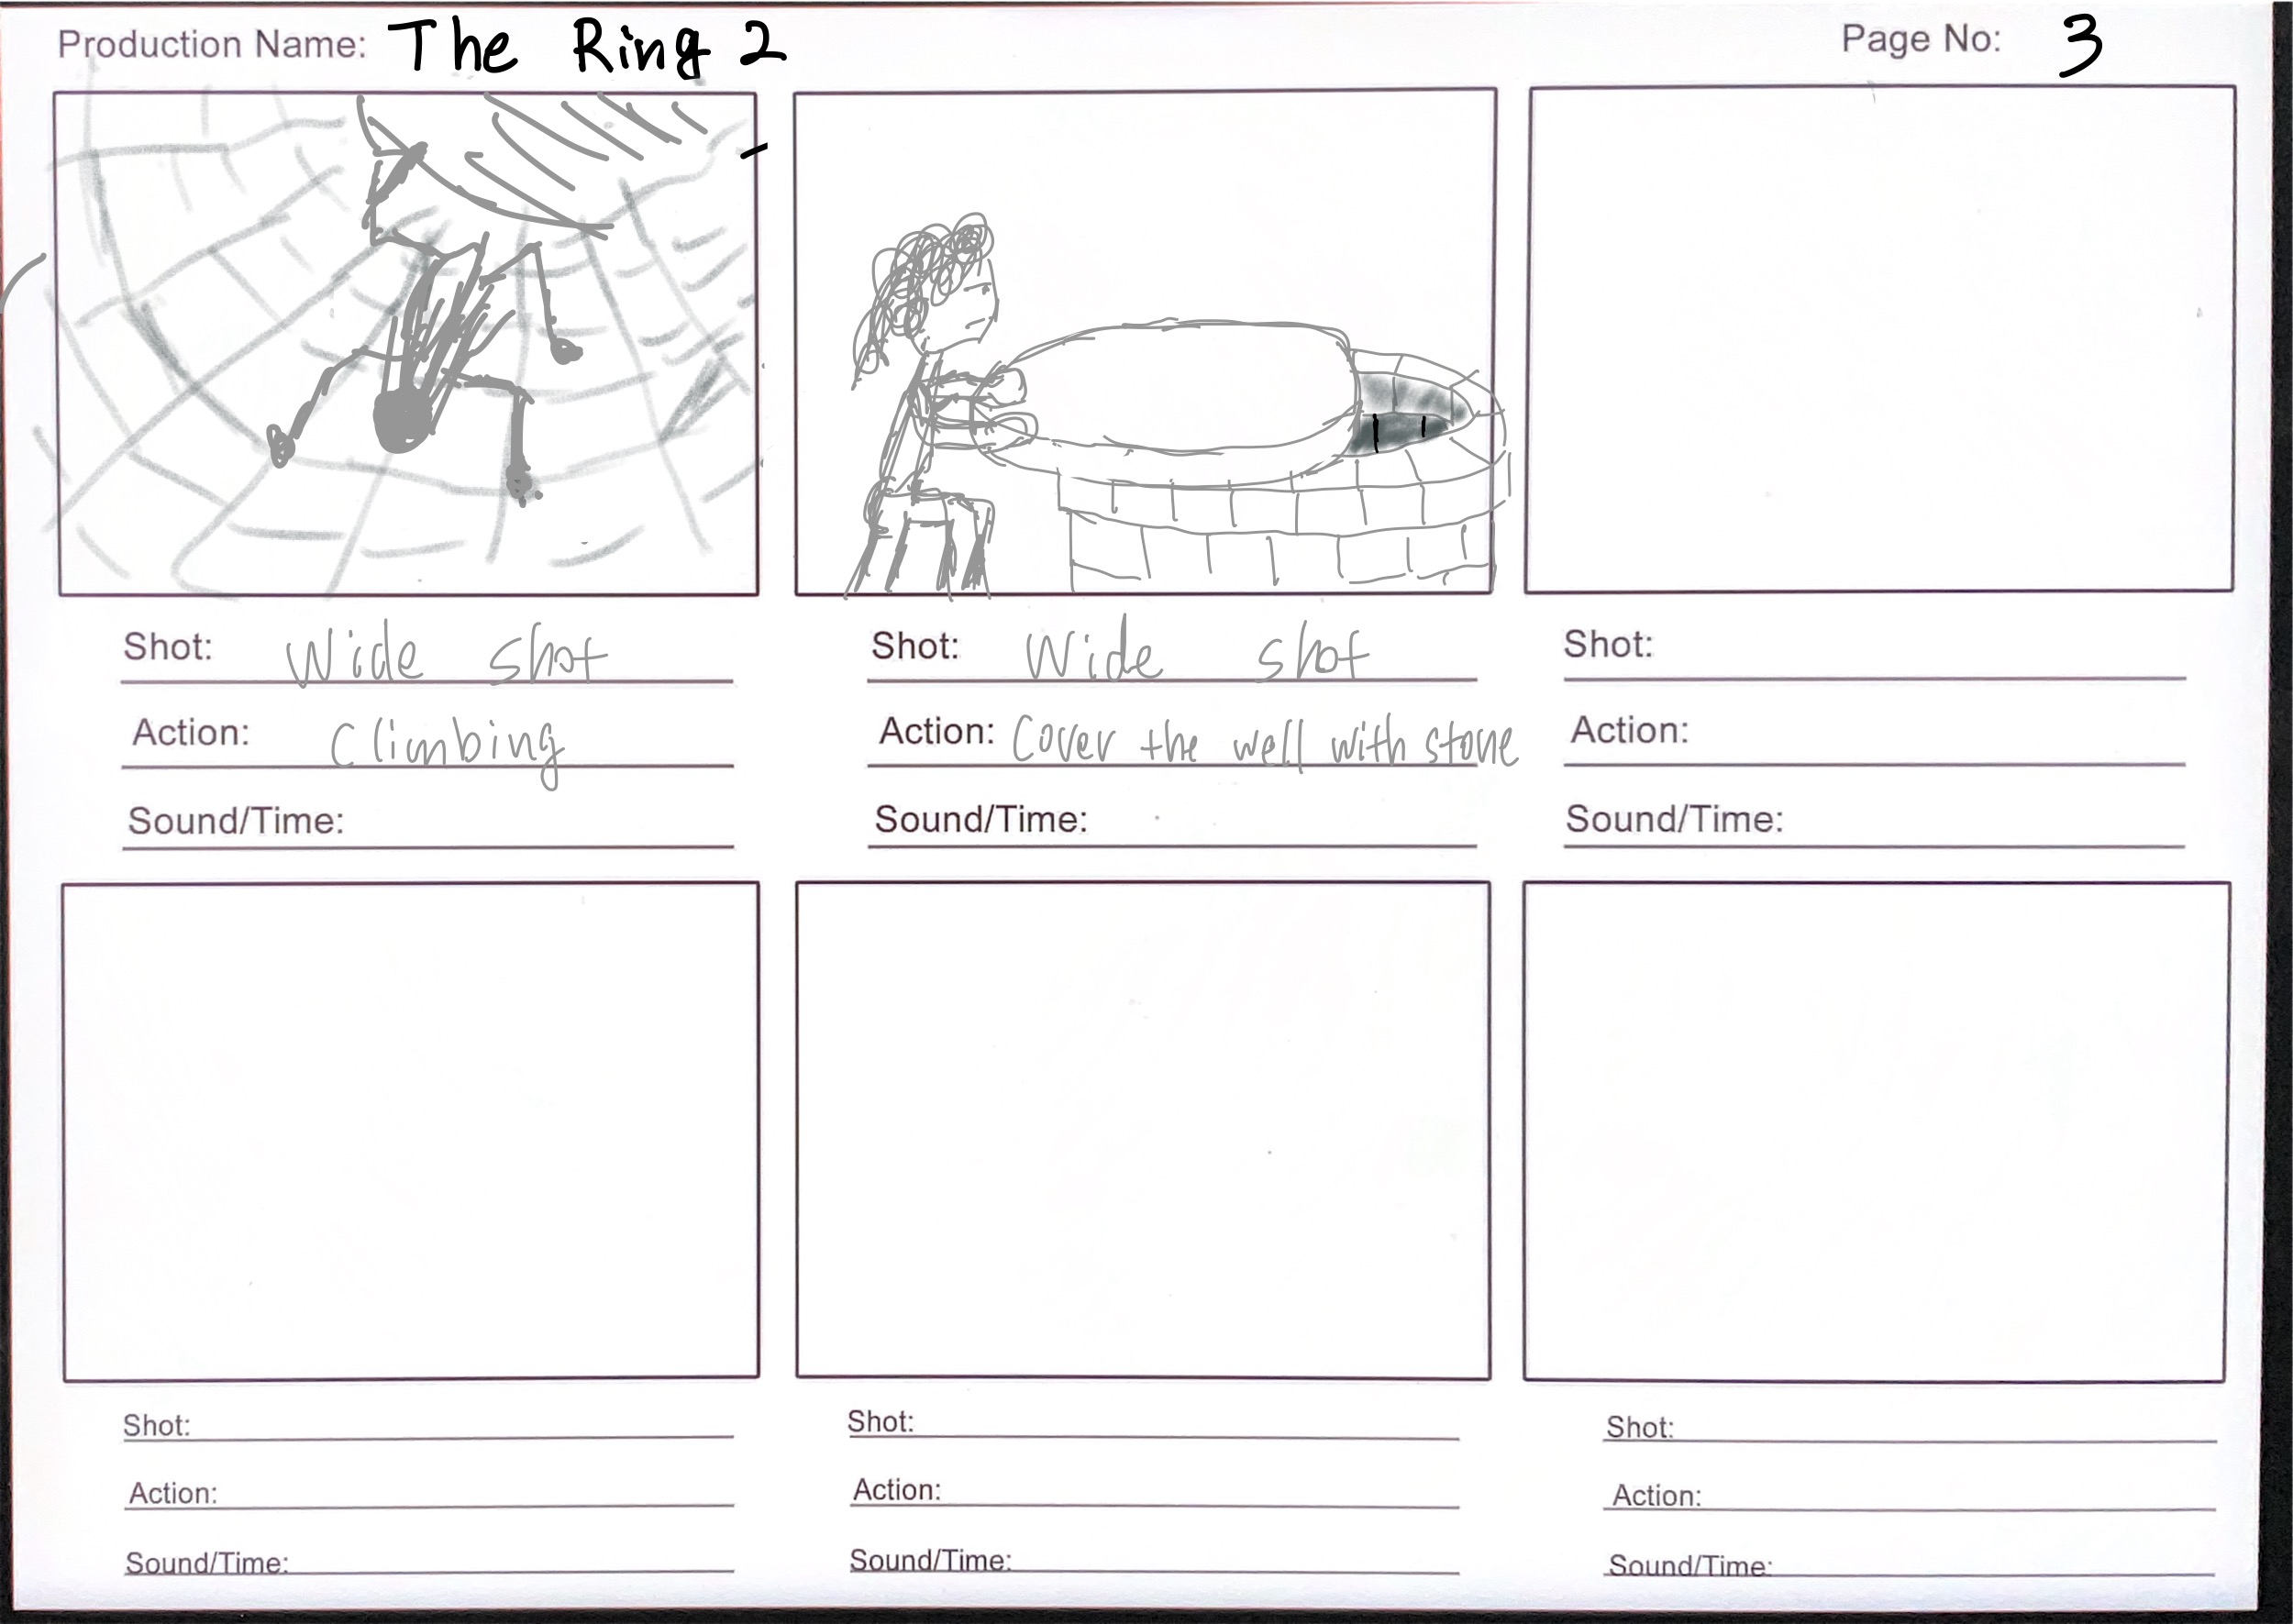 Production Name: The Ring 2
Page No: 3
Shot: Wide shot
Action: Climbing
Sound/Time:
Shot: Wide shot
Action: Cover the well with stone
Sound/Time:
Shot:
Action:
Sound/Time:
Shot:
Action:
Sound/Time:
Shot:
Action:
Sound/Time:
Shot:
Action:
Sound/Time: